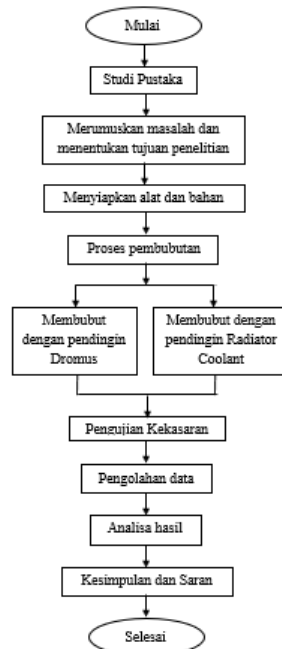 Mulai
Studi Pustaka
Merumuskan masalah dan
menentukan tujuan penelitian
Menyiapkan alat dan bahan
Proses pembubutan
Membubut
dengan pendingin
Dromus
Membubut dengan
pendingin Radiator
Coolant
Pengujian Kekasaran
Pengolahan data
Analisa hasil
Kesimpulan dan Saran
Selesai